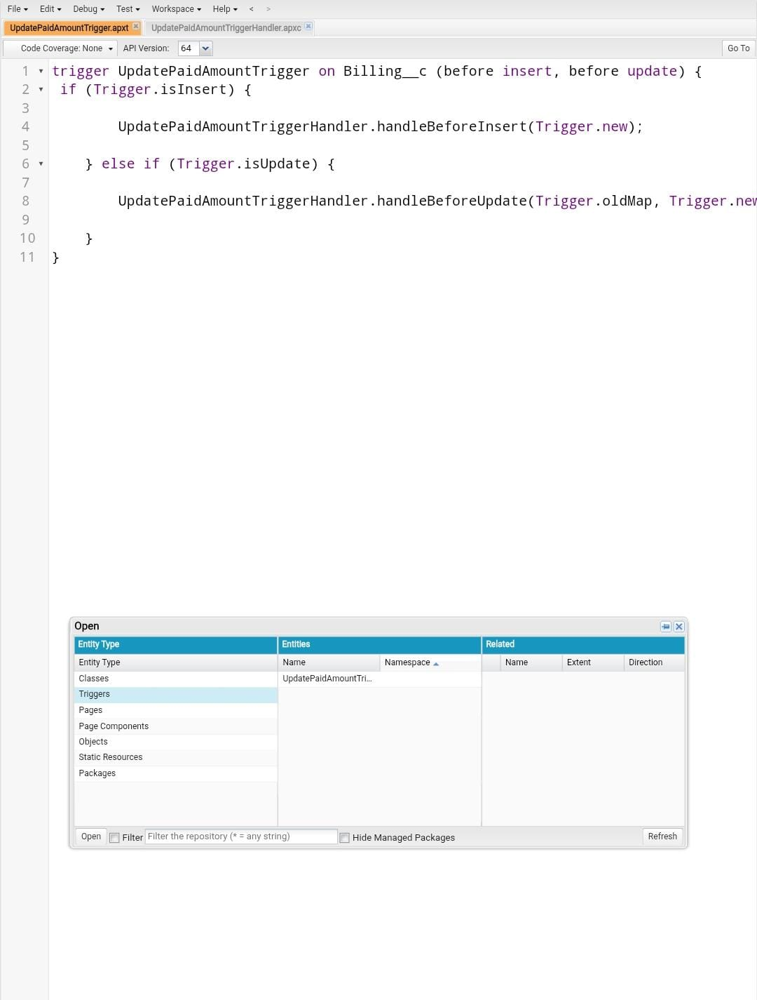 File Edit Debug Test Workspace Help < >
UpdatePaidAmountTrigger.apxt UpdatePaidAmountTriggerHandler.apxc
Code Coverage: None API Version: 64 Go To
1 trigger UpdatePaidAmountTrigger on Billing__c (before insert, before update) {
2 if (Trigger.isInsert) {
3
4 UpdatePaidAmountTriggerHandler.handleBeforeInsert(Trigger.new);
5
6 } else if (Trigger.isUpdate) {
7
8 UpdatePaidAmountTriggerHandler.handleBeforeUpdate(Trigger.oldMap, Trigger.new
9
10 }
11 }
Open
Entity Type Entities Related
Entity Type Name Namespace Name Extent Direction
Classes UpdatePaidAmountTri...
Triggers
Pages
Page Components
Objects
Static Resources
Packages
Open Filter Filter the repository (* = any string) Hide Managed Packages Refresh